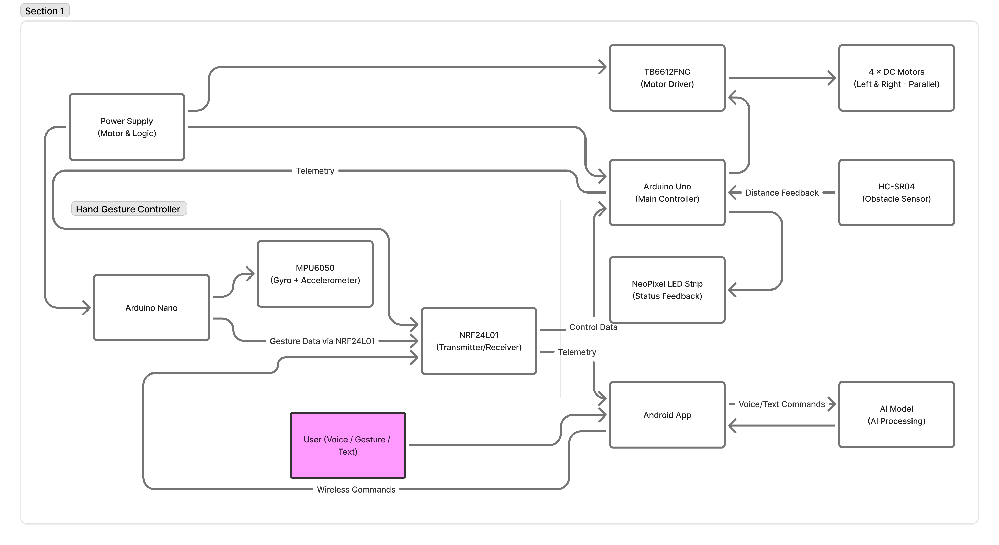 Section 1
TB6612FNG
(Motor Driver)
4 × DC Motors
(Left & Right - Parallel)
Power Supply
(Motor & Logic)
Telemetry
Arduino Uno
(Main Controller)
Distance Feedback
HC-SR04
(Obstacle Sensor)
Hand Gesture Controller
MPU6050
(Gyro + Accelerometer)
NeoPixel LED Strip
(Status Feedback)
Arduino Nano
Control Data
Gesture Data via NRF24L01
NRF24L01
(Transmitter/Receiver)
Telemetry
Android App
Voice/Text Commands
AI Model
(AI Processing)
User (Voice / Gesture /
Text)
Wireless Commands